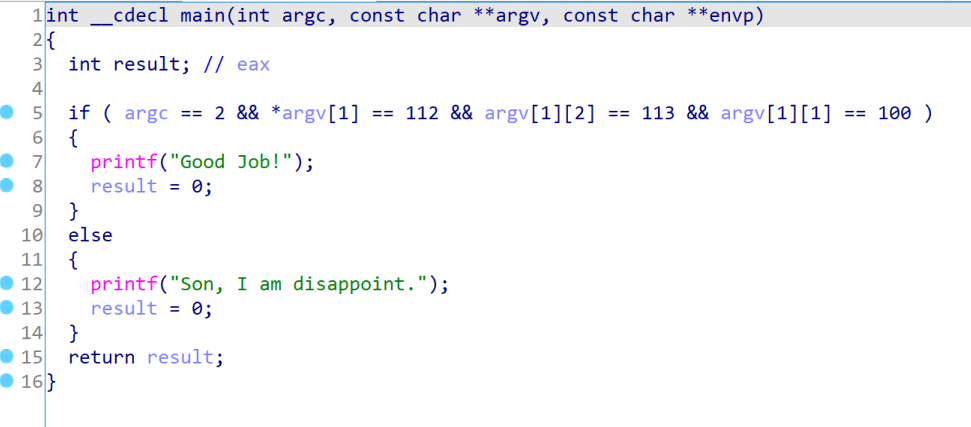 1 int __cdecl main(int argc, const char **argv, const char **envp)
2 {
3   int result; // eax
4
5   if ( argc == 2 && *argv[1] == 112 && argv[1][2] == 113 && argv[1][1] == 100 )
6   {
7     printf("Good Job!");
8     result = 0;
9   }
10   else
11   {
12     printf("Son, I am disappoint.");
13     result = 0;
14   }
15   return result;
16 }